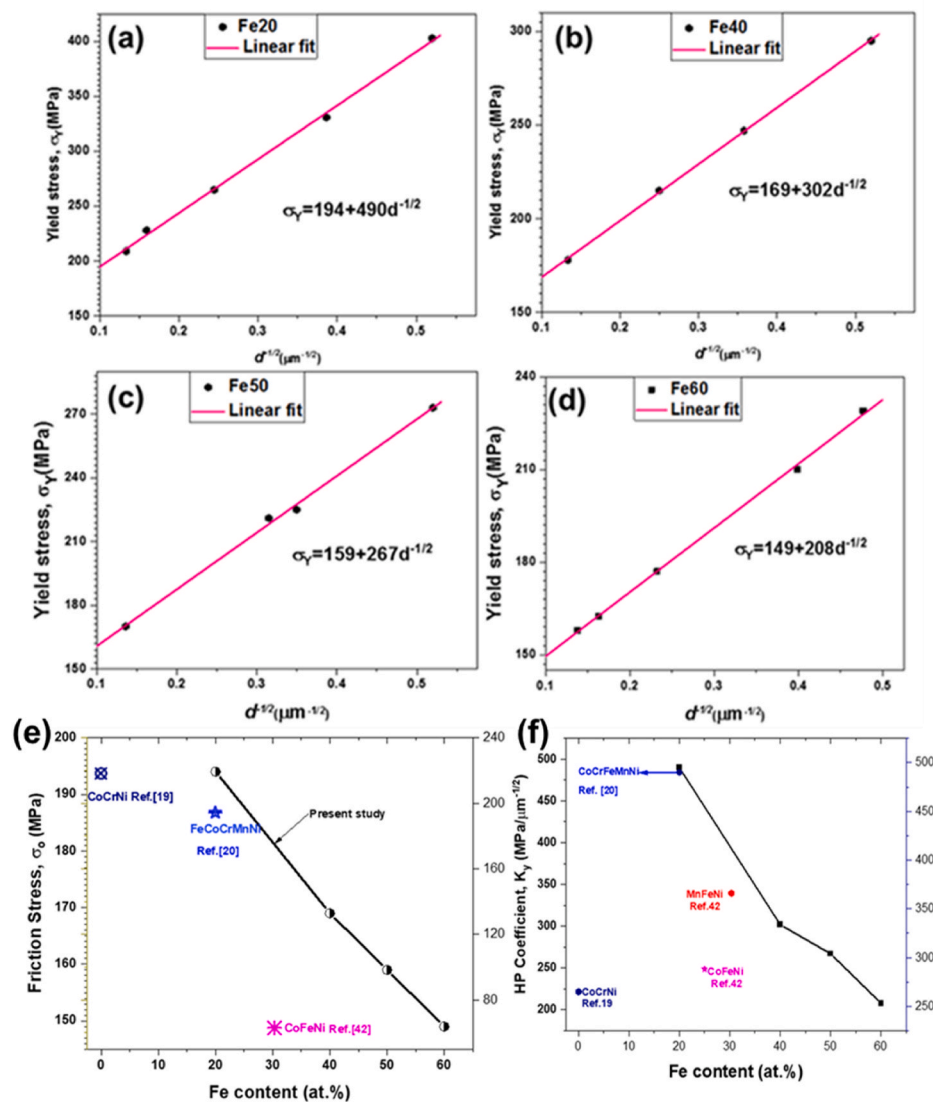 (a)
Fe20
Linear fit
Yield stress, σY(MPa)
400
350
300
250
200
150
σY=194+490d-1/2
0.1 0.2 0.3 0.4 0.5
d-1/2(μm-1/2)
(b)
Fe40
Linear fit
Yield stress, σY(MPa)
300
250
200
150
σY=169+302d-1/2
0.1 0.2 0.3 0.4 0.5
d-1/2(μm-1/2)
(c)
Fe50
Linear fit
Yield stress, σY(MPa)
270
240
210
180
150
σY=159+267d-1/2
0.1 0.2 0.3 0.4 0.5
d-1/2(μm-1/2)
(d)
Fe60
Linear fit
Yield stress, σY(MPa)
240
210
180
150
σY=149+208d-1/2
0.1 0.2 0.3 0.4 0.5
d-1/2(μm-1/2)
(e)
Friction Stress, σo (MPa)
200
190
180
170
160
150
240
200
160
120
80
CoCrNi Ref.[19]
FeCoCrMnNi
Ref.[20]
Present study
CoFeNi Ref.[42]
0 10 20 30 40 50 60
Fe content (at.%)
(f)
HP Coefficient, Ky (MPa/μm-1/2)
500
450
400
350
300
250
200
500
450
400
350
300
250
CoCrFeMnNi
Ref. [20]
MnFeNi
Ref.42
CoFeNi
Ref.42
CoCrNi
Ref.19
0 10 20 30 40 50 60
Fe content (at.%)